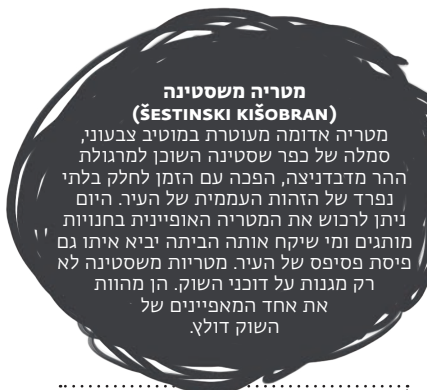 מטריה משסטינה
(ŠESTINSKI KIŠOBRAN)
מטריה אדומה מעוטרת במוטיב צבעוני,
סמלה של כפר שסטינה השוכן למרגולת
ההר מדבדניצה, הפכה עם הזמן לחלק בלתי
נפרד של הזהות העממית של העיר. היום
ניתן לרכוש את המטריה האופיינית בחנויות
מותגים ומי שיקח אותה הביתה יביא איתו גם
פיסת פסיפס של העיר. מטריות משסטינה לא
רק מגנות על דוכני השוק. הן מהוות
את אחד המאפיינים של
השוק דולץ.